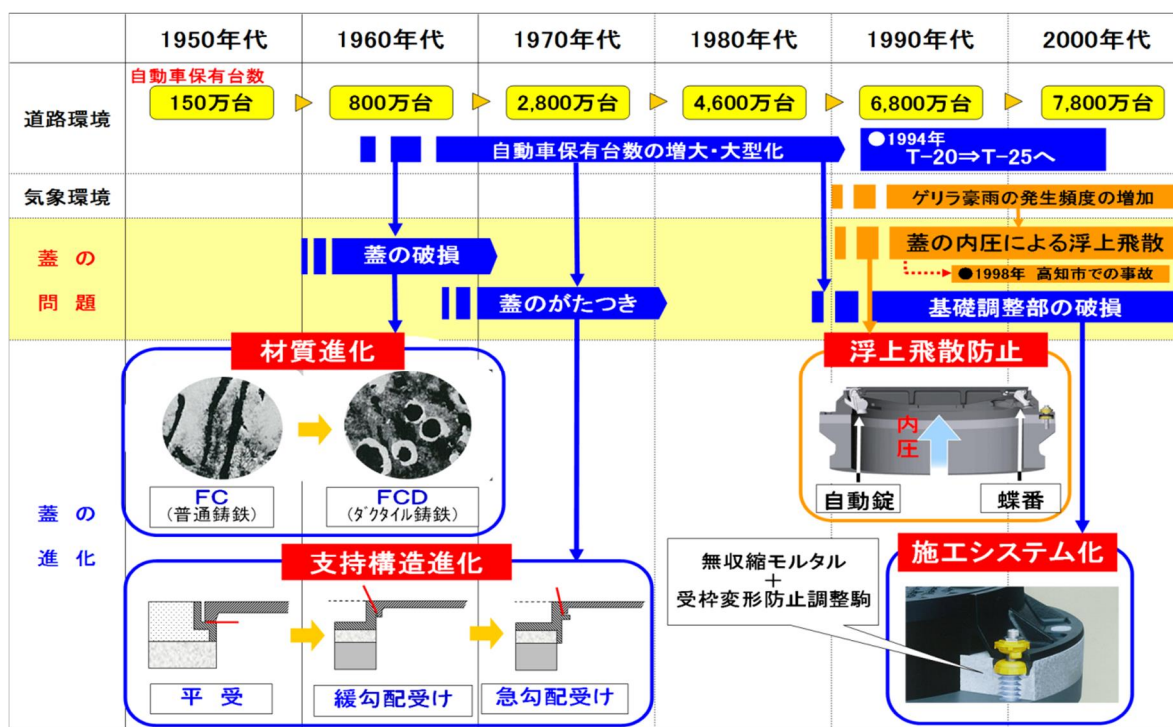 1950年代
1960年代
1970年代
1980年代
1990年代
2000年代
道路環境
自動車保有台数
150万台
800万台
2,800万台
4,600万台
6,800万台
7,800万台
自動車保有台数の増大・大型化
●1994年
T-20⇒T-25へ
気象環境
ゲリラ豪雨の発生頻度の増加
蓋の
問題
蓋の破損
蓋の内圧による浮上飛散
●1998年 高知市での事故
蓋のがたつき
基礎調整部の破損
蓋の
進化
材質進化
FC
(普通鋳鉄)
FCD
(ダクタイル鋳鉄)
浮上飛散防止
内
圧
自動錠
蝶番
支持構造進化
平受
緩勾配受け
急勾配受け
施工システム化
無収縮モルタル
+
受枠変形防止調整駒